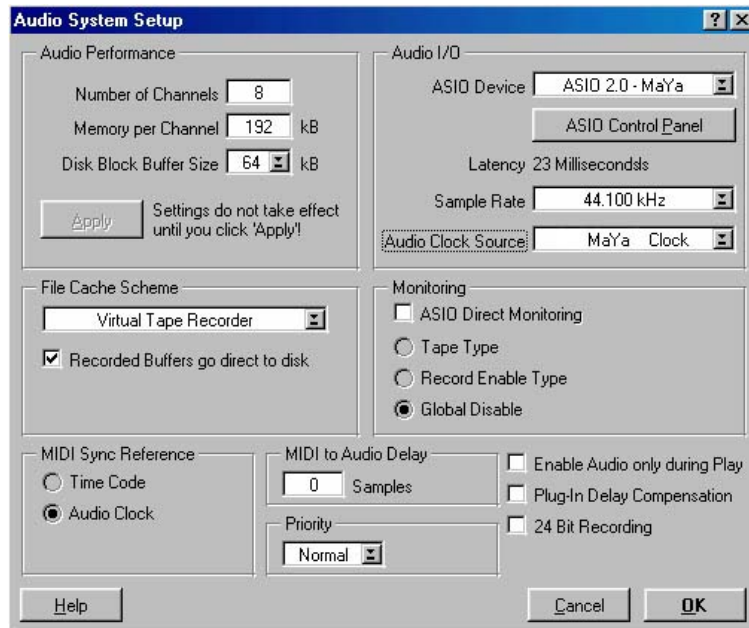 Audio System Setup
Audio Performance
Number of Channels 8
Memory per Channel 192 kB
Disk Block Buffer Size 64 kB
Apply
Settings do not take effect
until you click 'Apply'!
Audio I/O
ASIO Device ASIO 2.0 - MaYa
ASIO Control Panel
Latency 23 Millisecondsls
Sample Rate 44.100 kHz
Audio Clock Source MaYa Clock
File Cache Scheme
Virtual Tape Recorder
Recorded Buffers go direct to disk
Monitoring
ASIO Direct Monitoring
Tape Type
Record Enable Type
Global Disable
MIDI Sync Reference
Time Code
Audio Clock
MIDI to Audio Delay
0 Samples
Priority
Normal
Enable Audio only during Play
Plug-In Delay Compensation
24 Bit Recording
Help
Cancel
OK